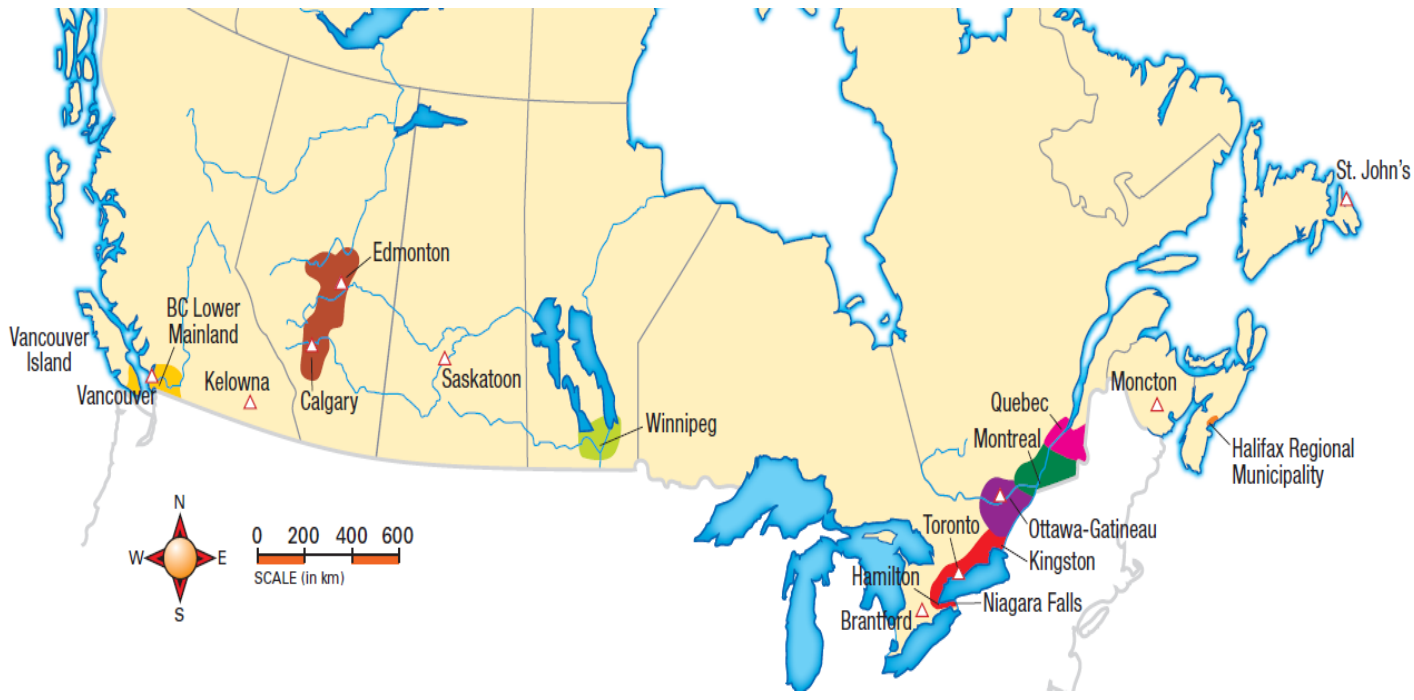 St. John's
Edmonton
BC Lower
Mainland
Vancouver
Island
Vancouver
Kelowna
Calgary
Saskatoon
Winpeg
Quebec
Moncton
Montreal
Halifax Regional
Municipality
Toronto
Ottawa-Gatineau
Kingston
Hamilton
Niagara Falls
Brantford
N
W
E
S
0 200 400 600
SCALE (in km)